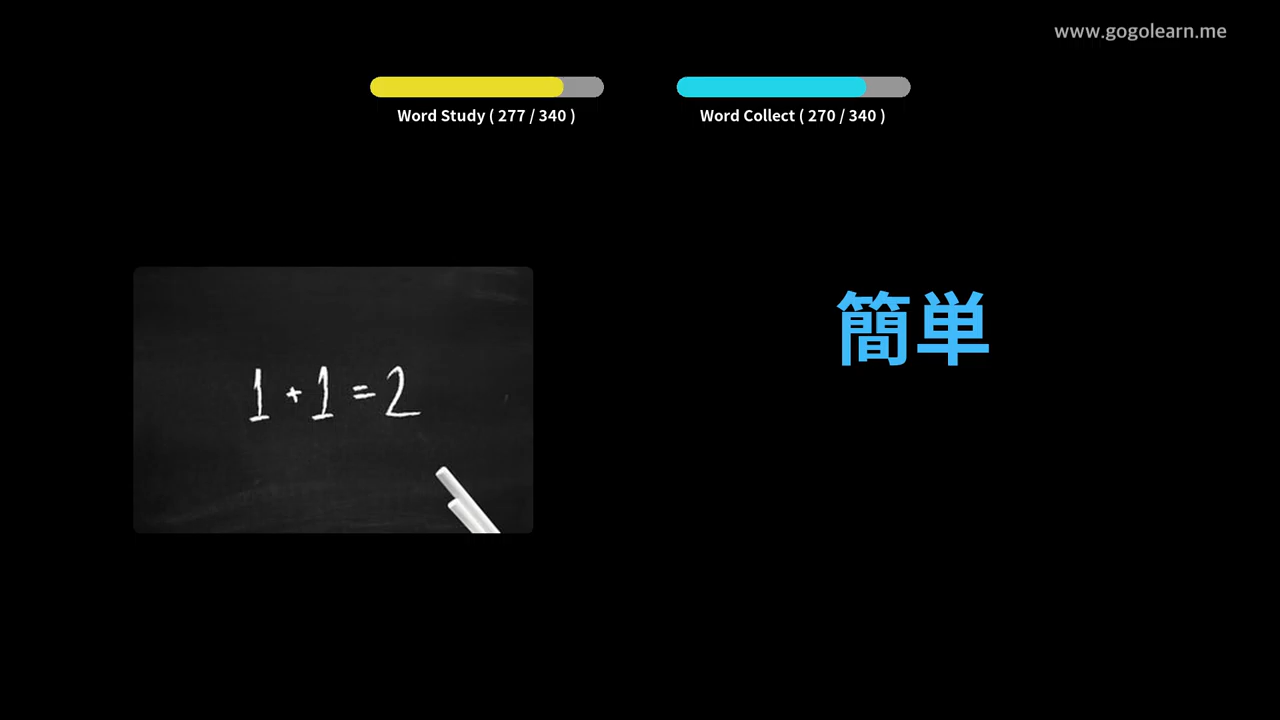 www.gogolearn.me
Word Study ( 277 / 340 )
Word Collect ( 270 / 340 )
1 + 1 = 2
簡単